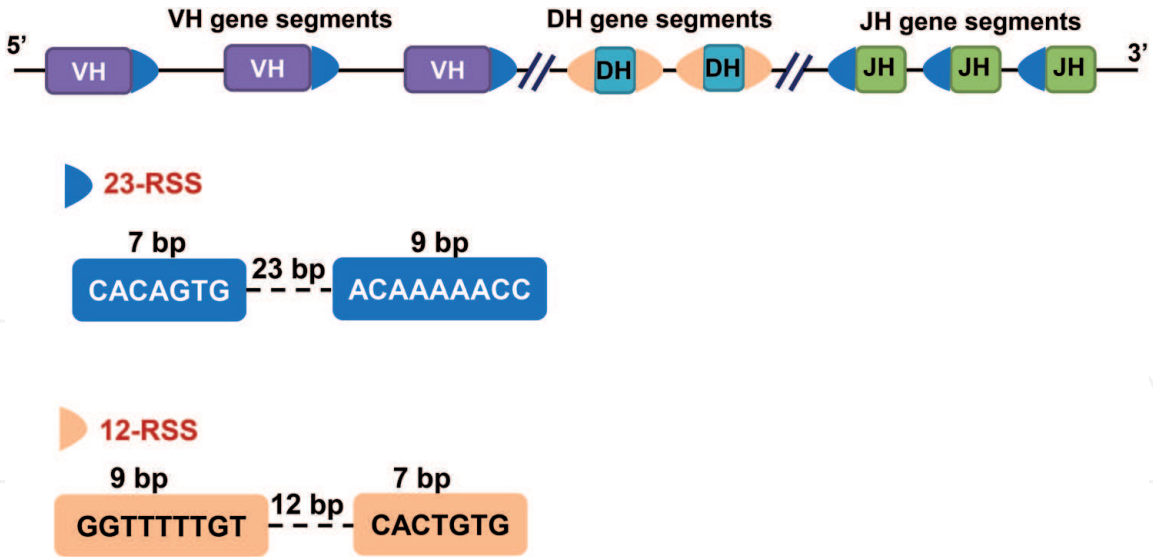 VH gene segments
DH gene segments
JH gene segments
5’
3’
VH
VH
VH
DH
DH
JH
JH
JH
23-RSS
7 bp
9 bp
CACAGTG
23 bp
ACAAAAACC
12-RSS
9 bp
7 bp
GGTTTTTGT
12 bp
CACTGTG